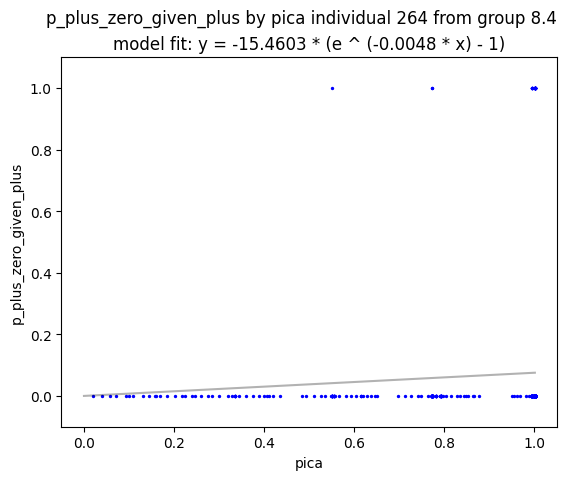 p_plus_zero_given_plus by pica individual 264 from group 8.4
model fit: y = -15.4603 * (e ^ (-0.0048 * x) - 1)
1.0
0.8
0.6
0.4
0.2
0.0
p_plus_zero_given_plus
0.0 0.2 0.4 0.6 0.8 1.0
pica